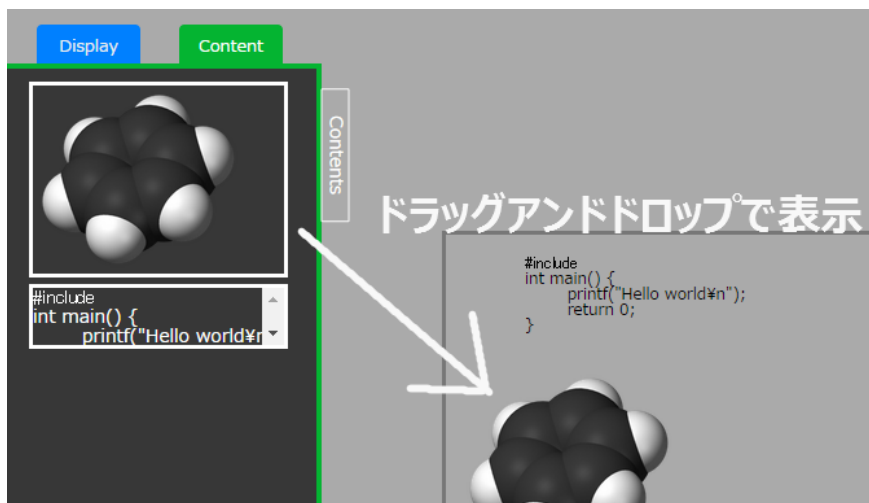 Display
Content
Contents
#include
int main() {
printf("Hello world¥n
ドラッグアンドドロップで表示
#include
int main() {
printf("Hello world¥n");
return 0;
}